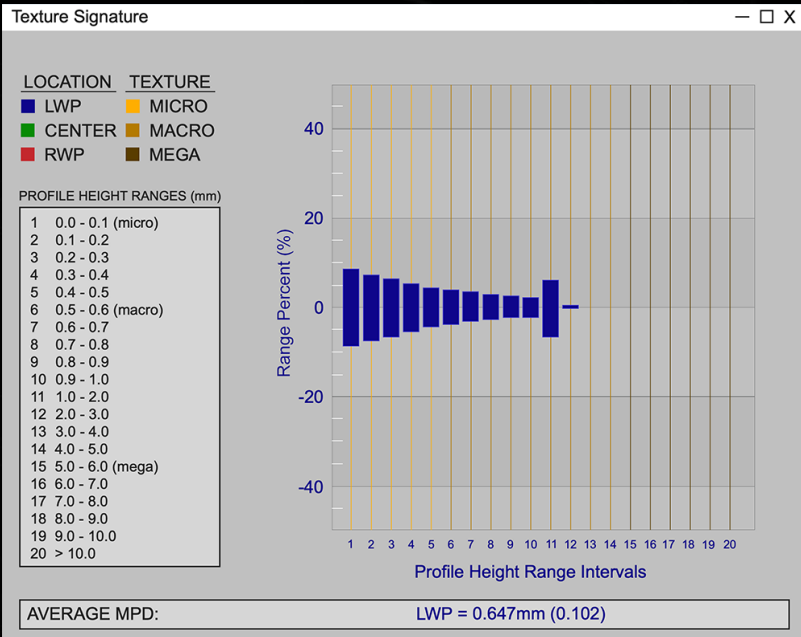 Texture Signature
LOCATION TEXTURE
LWP MICRO
CENTER MACRO
RWP MEGA
PROFILE HEIGHT RANGES (mm)
1 0.0 - 0.1 (micro)
2 0.1 - 0.2
3 0.2 - 0.3
4 0.3 - 0.4
5 0.4 - 0.5
6 0.5 - 0.6 (macro)
7 0.6 - 0.7
8 0.7 - 0.8
9 0.8 - 0.9
10 0.9 - 1.0
11 1.0 - 2.0
12 2.0 - 3.0
13 3.0 - 4.0
14 4.0 - 5.0
15 5.0 - 6.0 (mega)
16 6.0 - 7.0
17 7.0 - 8.0
18 8.0 - 9.0
19 9.0 - 10.0
20 > 10.0
Range Percent (%)
40
20
0
-20
-40
1 2 3 4 5 6 7 8 9 10 11 12 13 14 15 16 17 18 19 20
Profile Height Range Intervals
AVERAGE MPD: LWP = 0.647mm (0.102)